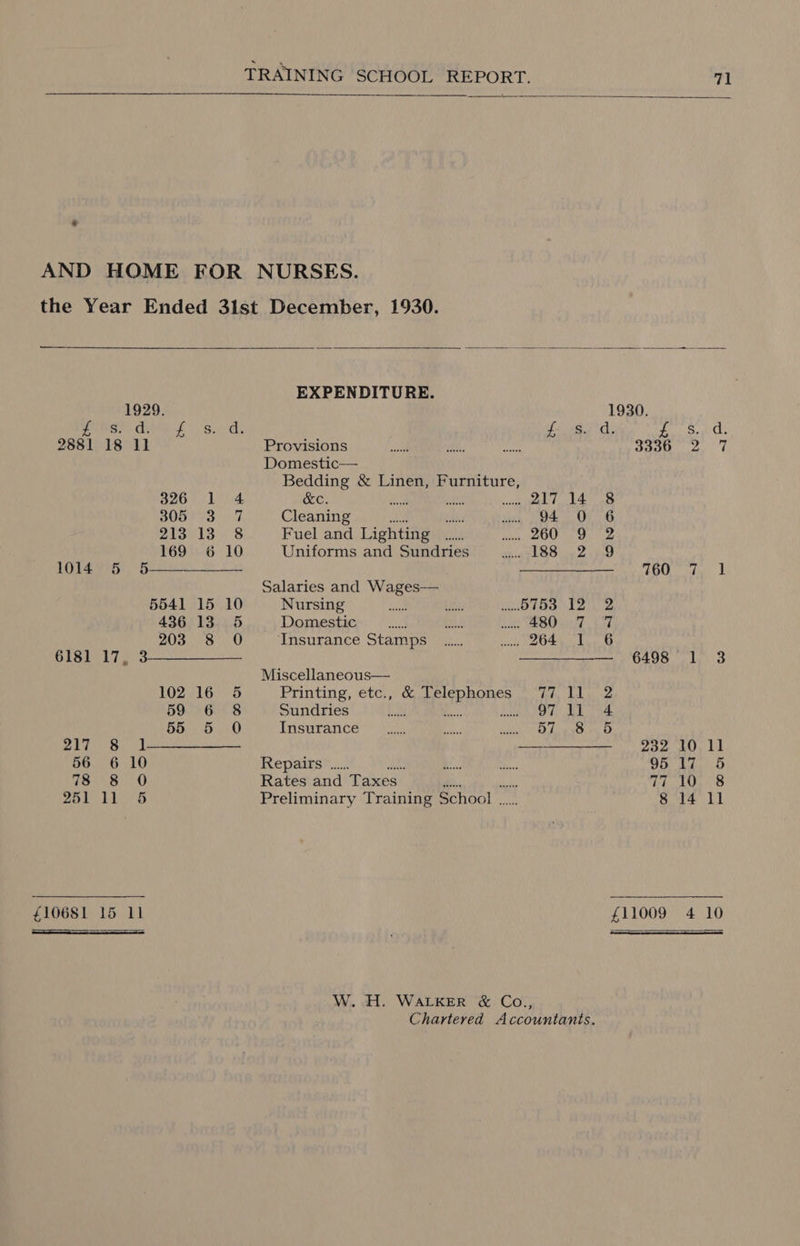 TRAINING SCHOOL REPORT. 71
AND HOME FOR NURSES.
the Year Ended 31st December, 1930.
EXPENDITURE.
1929. 1930.
£ s. d. £ s. d. £ s. d. £ s. d.
2881 18 11 Provisions ...... ...... ...... 3336 2 7
Domestic—
Bedding & Linen, Furniture,
326 1 4 &c. ...... ...... ...... 217 14 8
305 3 7 Cleaning ...... ...... ...... 94 0 6
213 13 8 Fuel and Lighting ...... ...... 260 9 2
169 6 10 Uniforms and Sundries ...... 188 2 9
1014 5 5 760 7 1
Salaries and Wages—
5541 15 10 Nursing ...... ...... ......5753 12 2
436 13 5 Domestic ...... ...... ...... 480 7 7
203 8 0 Insurance Stamps ...... ...... 264 1 6
6181 17, 3 6498 1 3
Miscellaneous—
102 16 5 Printing, etc., & Telephones 77 11 2
59 6 8 Sundries ...... ...... ...... 97 11 4
55 5 0 Insurance ...... ...... ...... 57 8 5
217 8 1 232 10 11
56 6 10 Repairs ...... ...... ...... ...... 95 17 5
78 8 0 Rates and Taxes ...... ...... 77 10 8
251 11 5 Preliminary Training School ...... 8 14 11
£10681 15 11 £11009 4 10
W. H. WALKER & Co.,
Chartered Accountants.